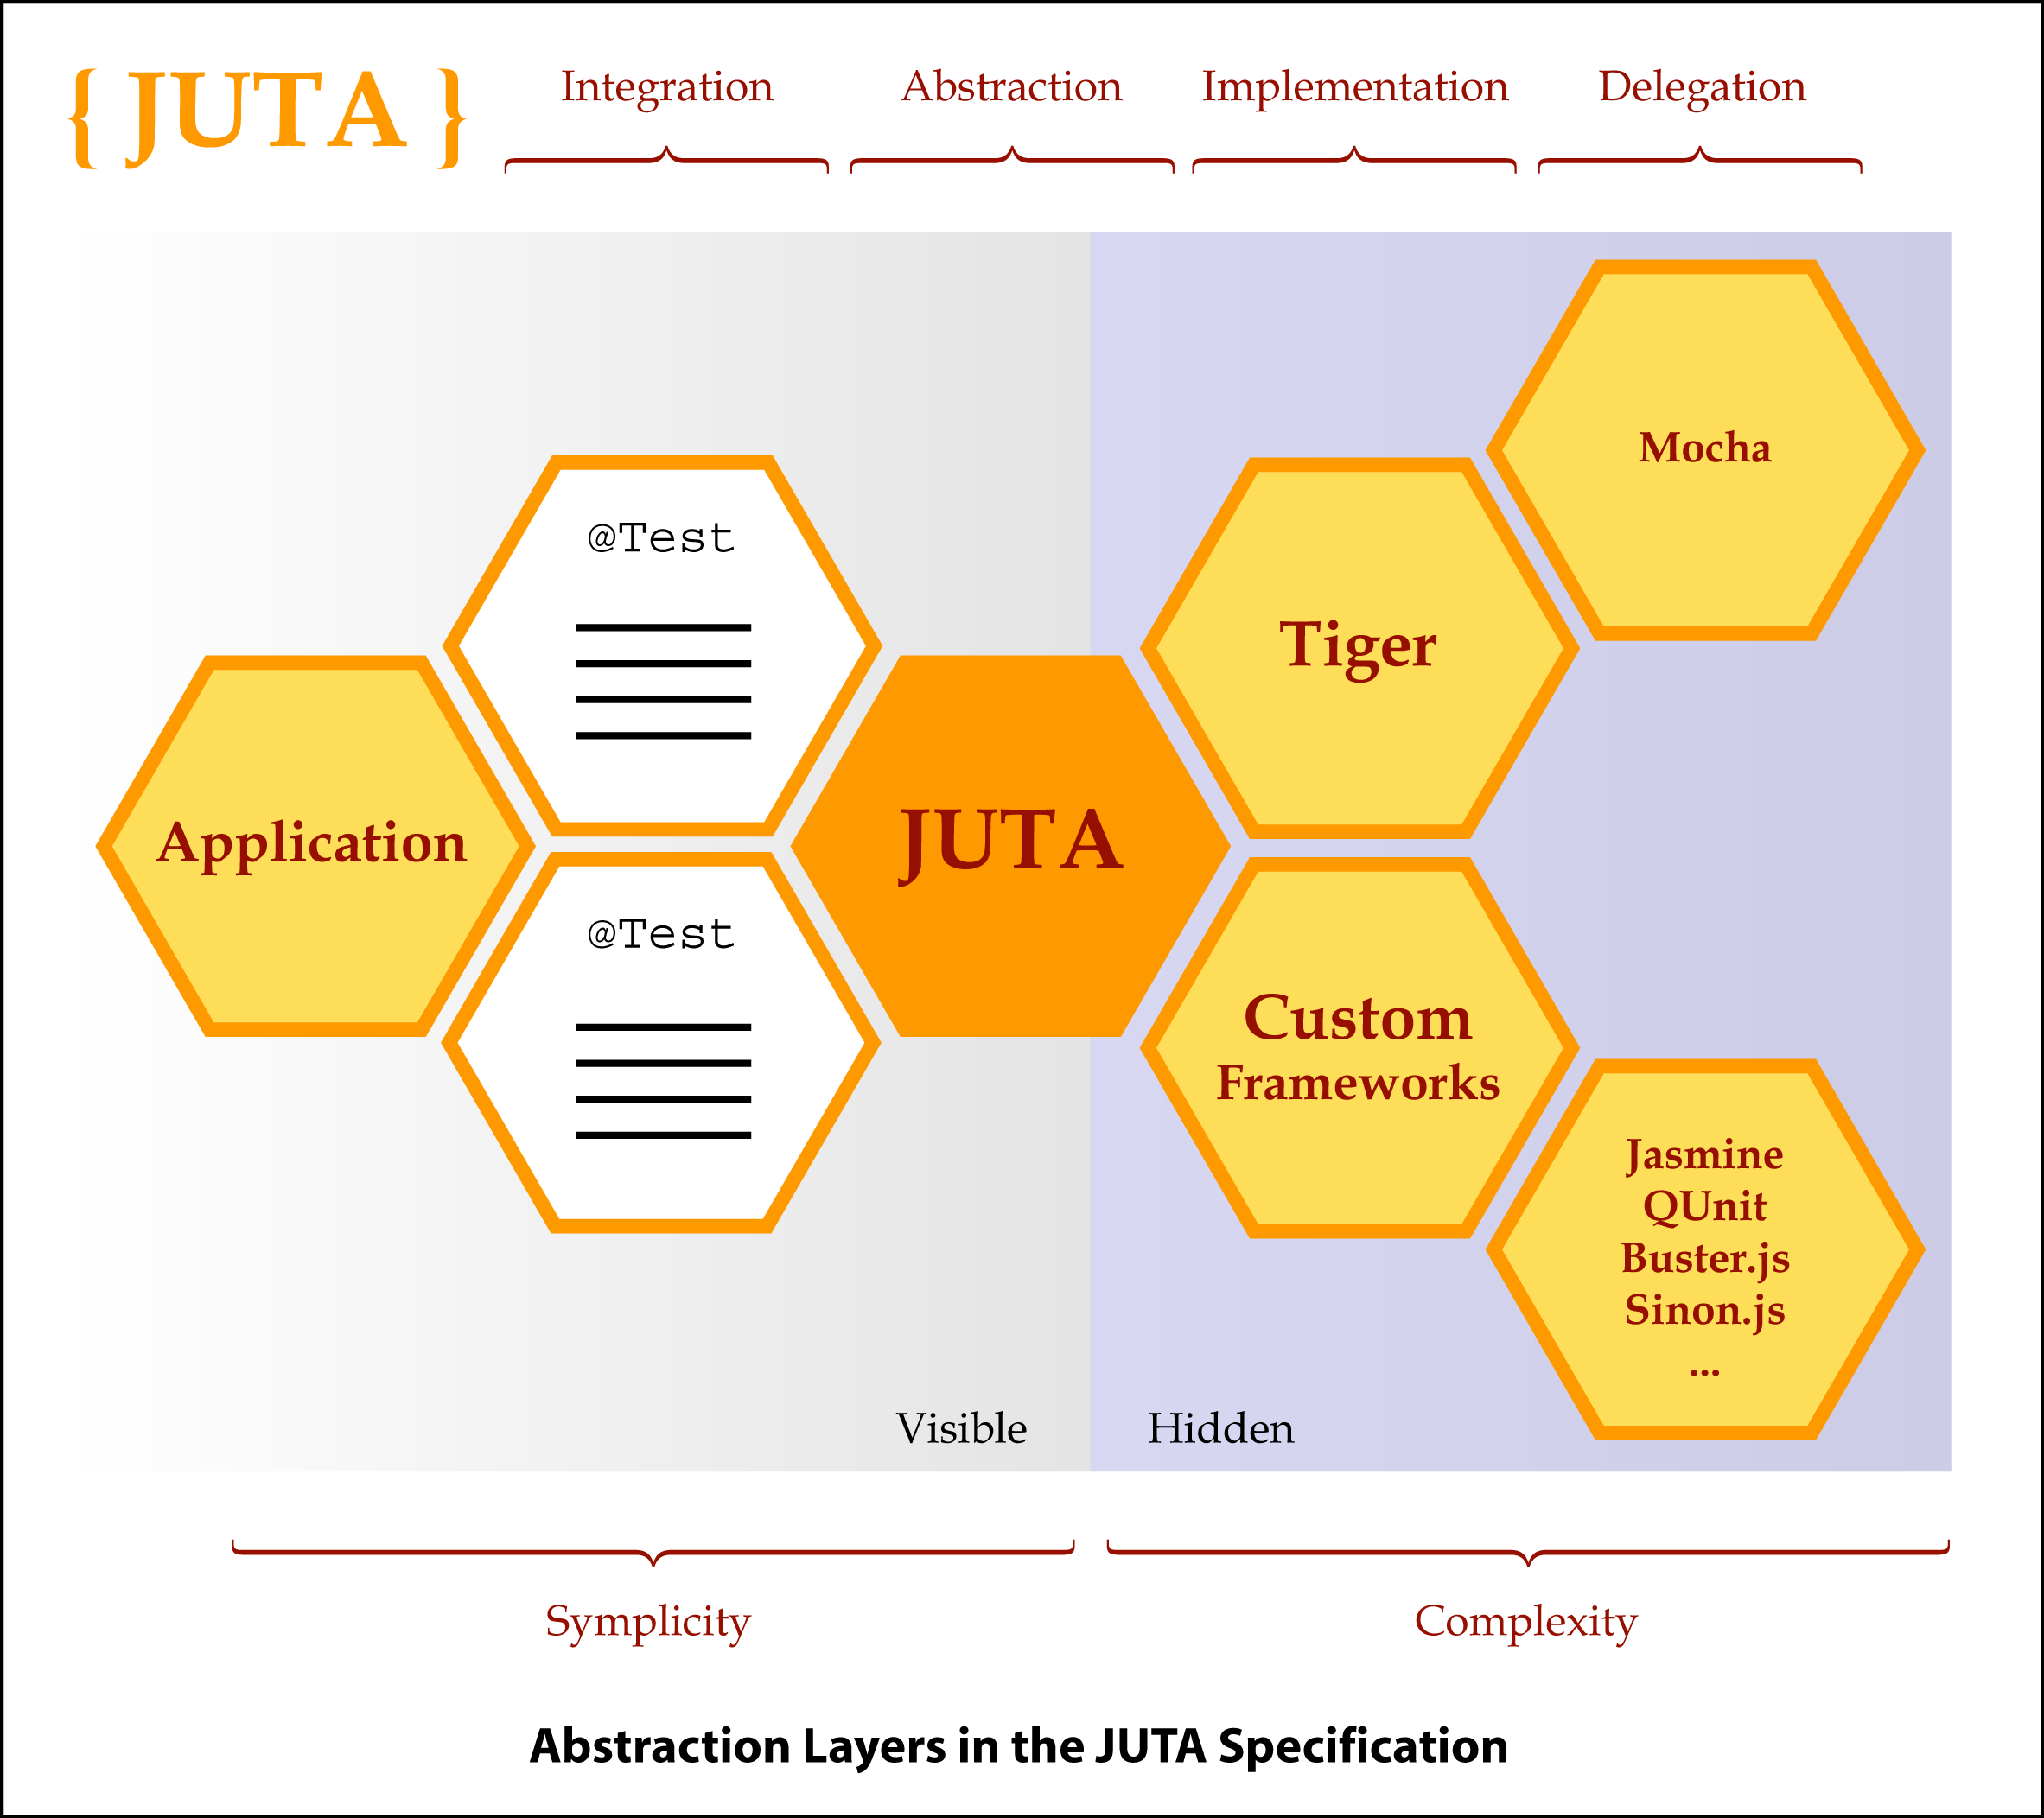 { JUTA }
Integration
Abstraction
Implementation
Delegation
Mocha
@Test
Tiger
Application
JUTA
@Test
Custom
Frameworks
Jasmine
QUnit
Buster.js
Sinon.js
...
Visible
Hidden
Symplicity
Complexity
Abstraction Layers in the JUTA Specification